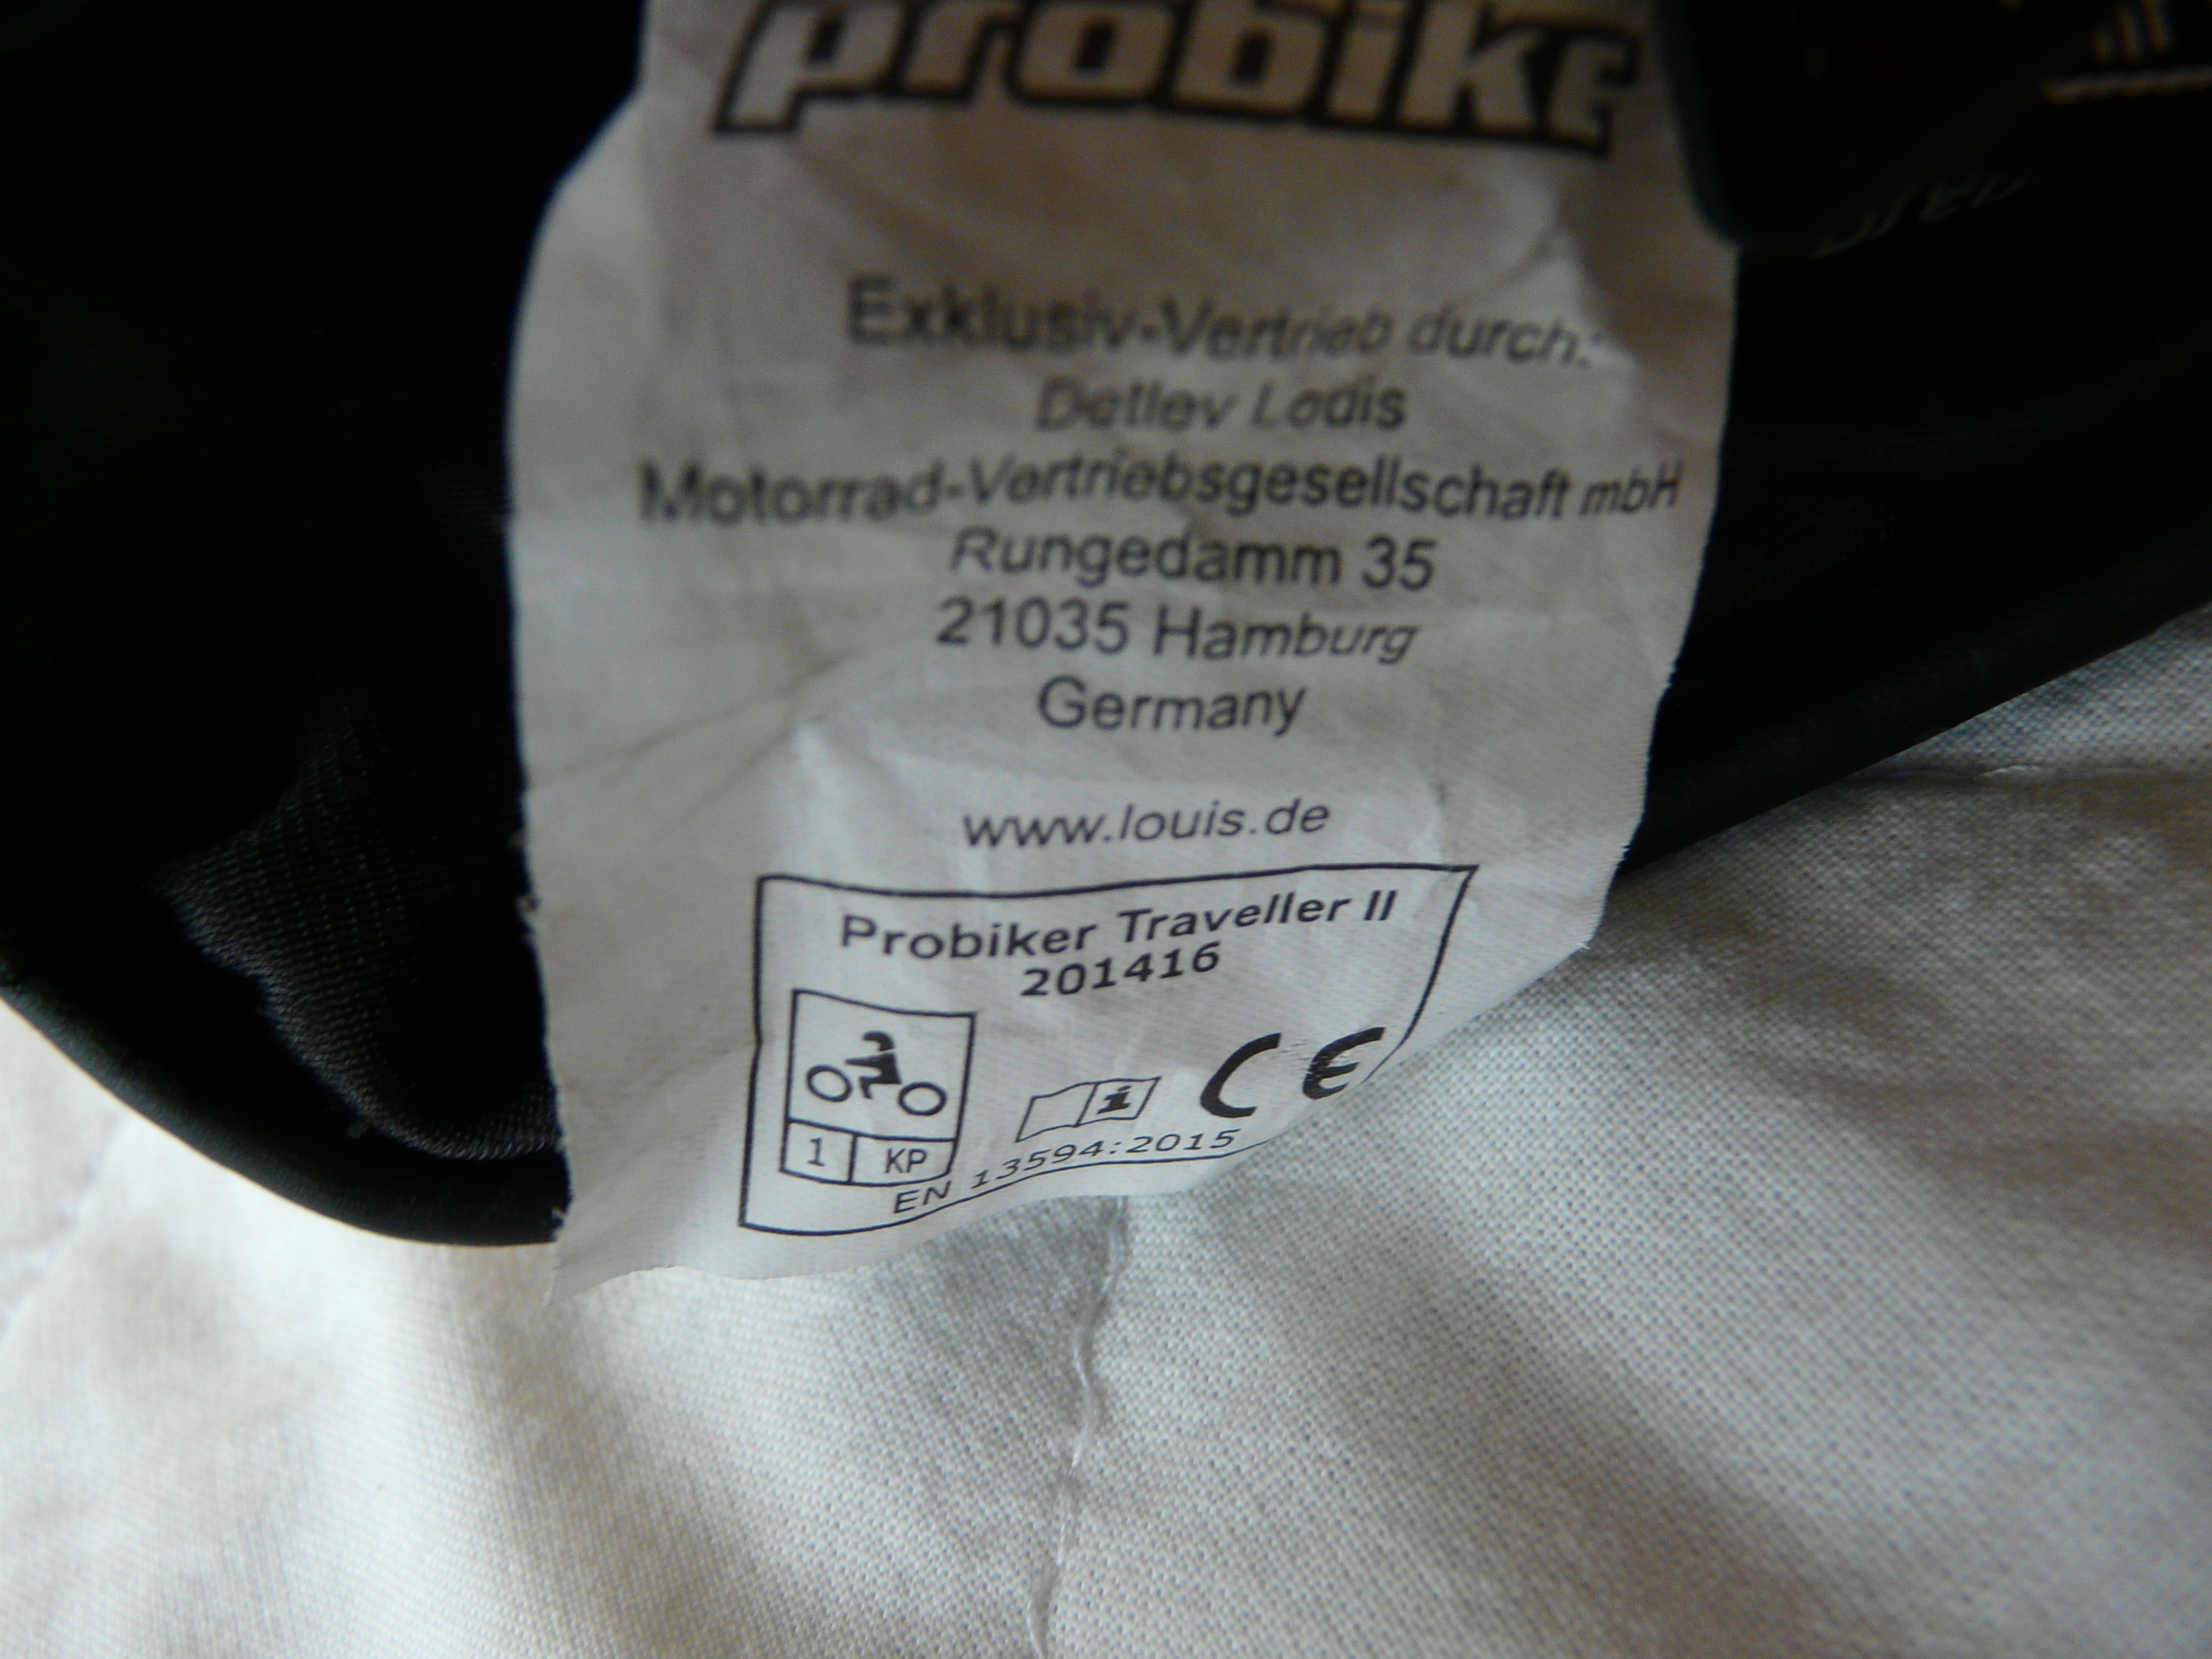 probike
Exklusiv-Vertrieb durch:
Detlev Louis
Motorrad-Vertriebsgesellschaft mbH
Rungedamm 35
21035 Hamburg
Germany
www.louis.de
Probiker Traveller II
201416
i
CE
1 KP
EN 13594:2015